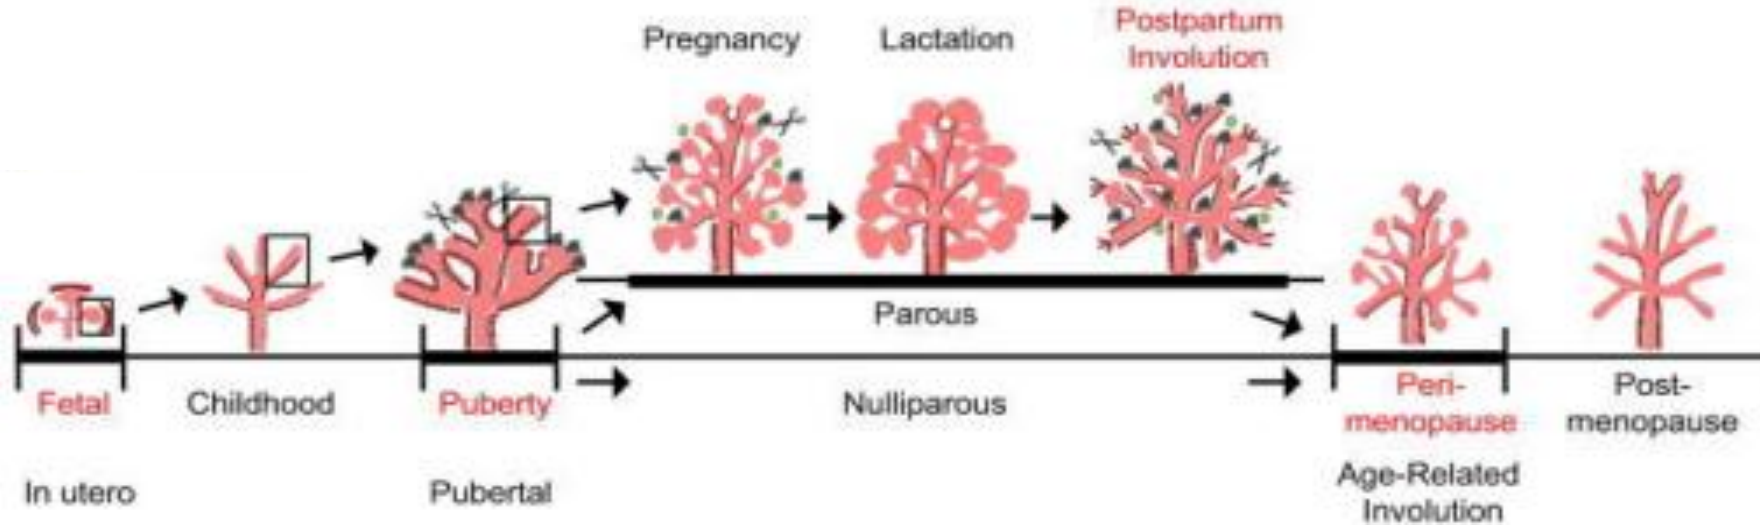 Pregnancy
Lactation
Postpartum
Involution
Parous
Fetal
Childhood
Puberty
Nulliparous
Peri-
menopause
Post-
menopause
In utero
Pubertal
Age-Related
Involution